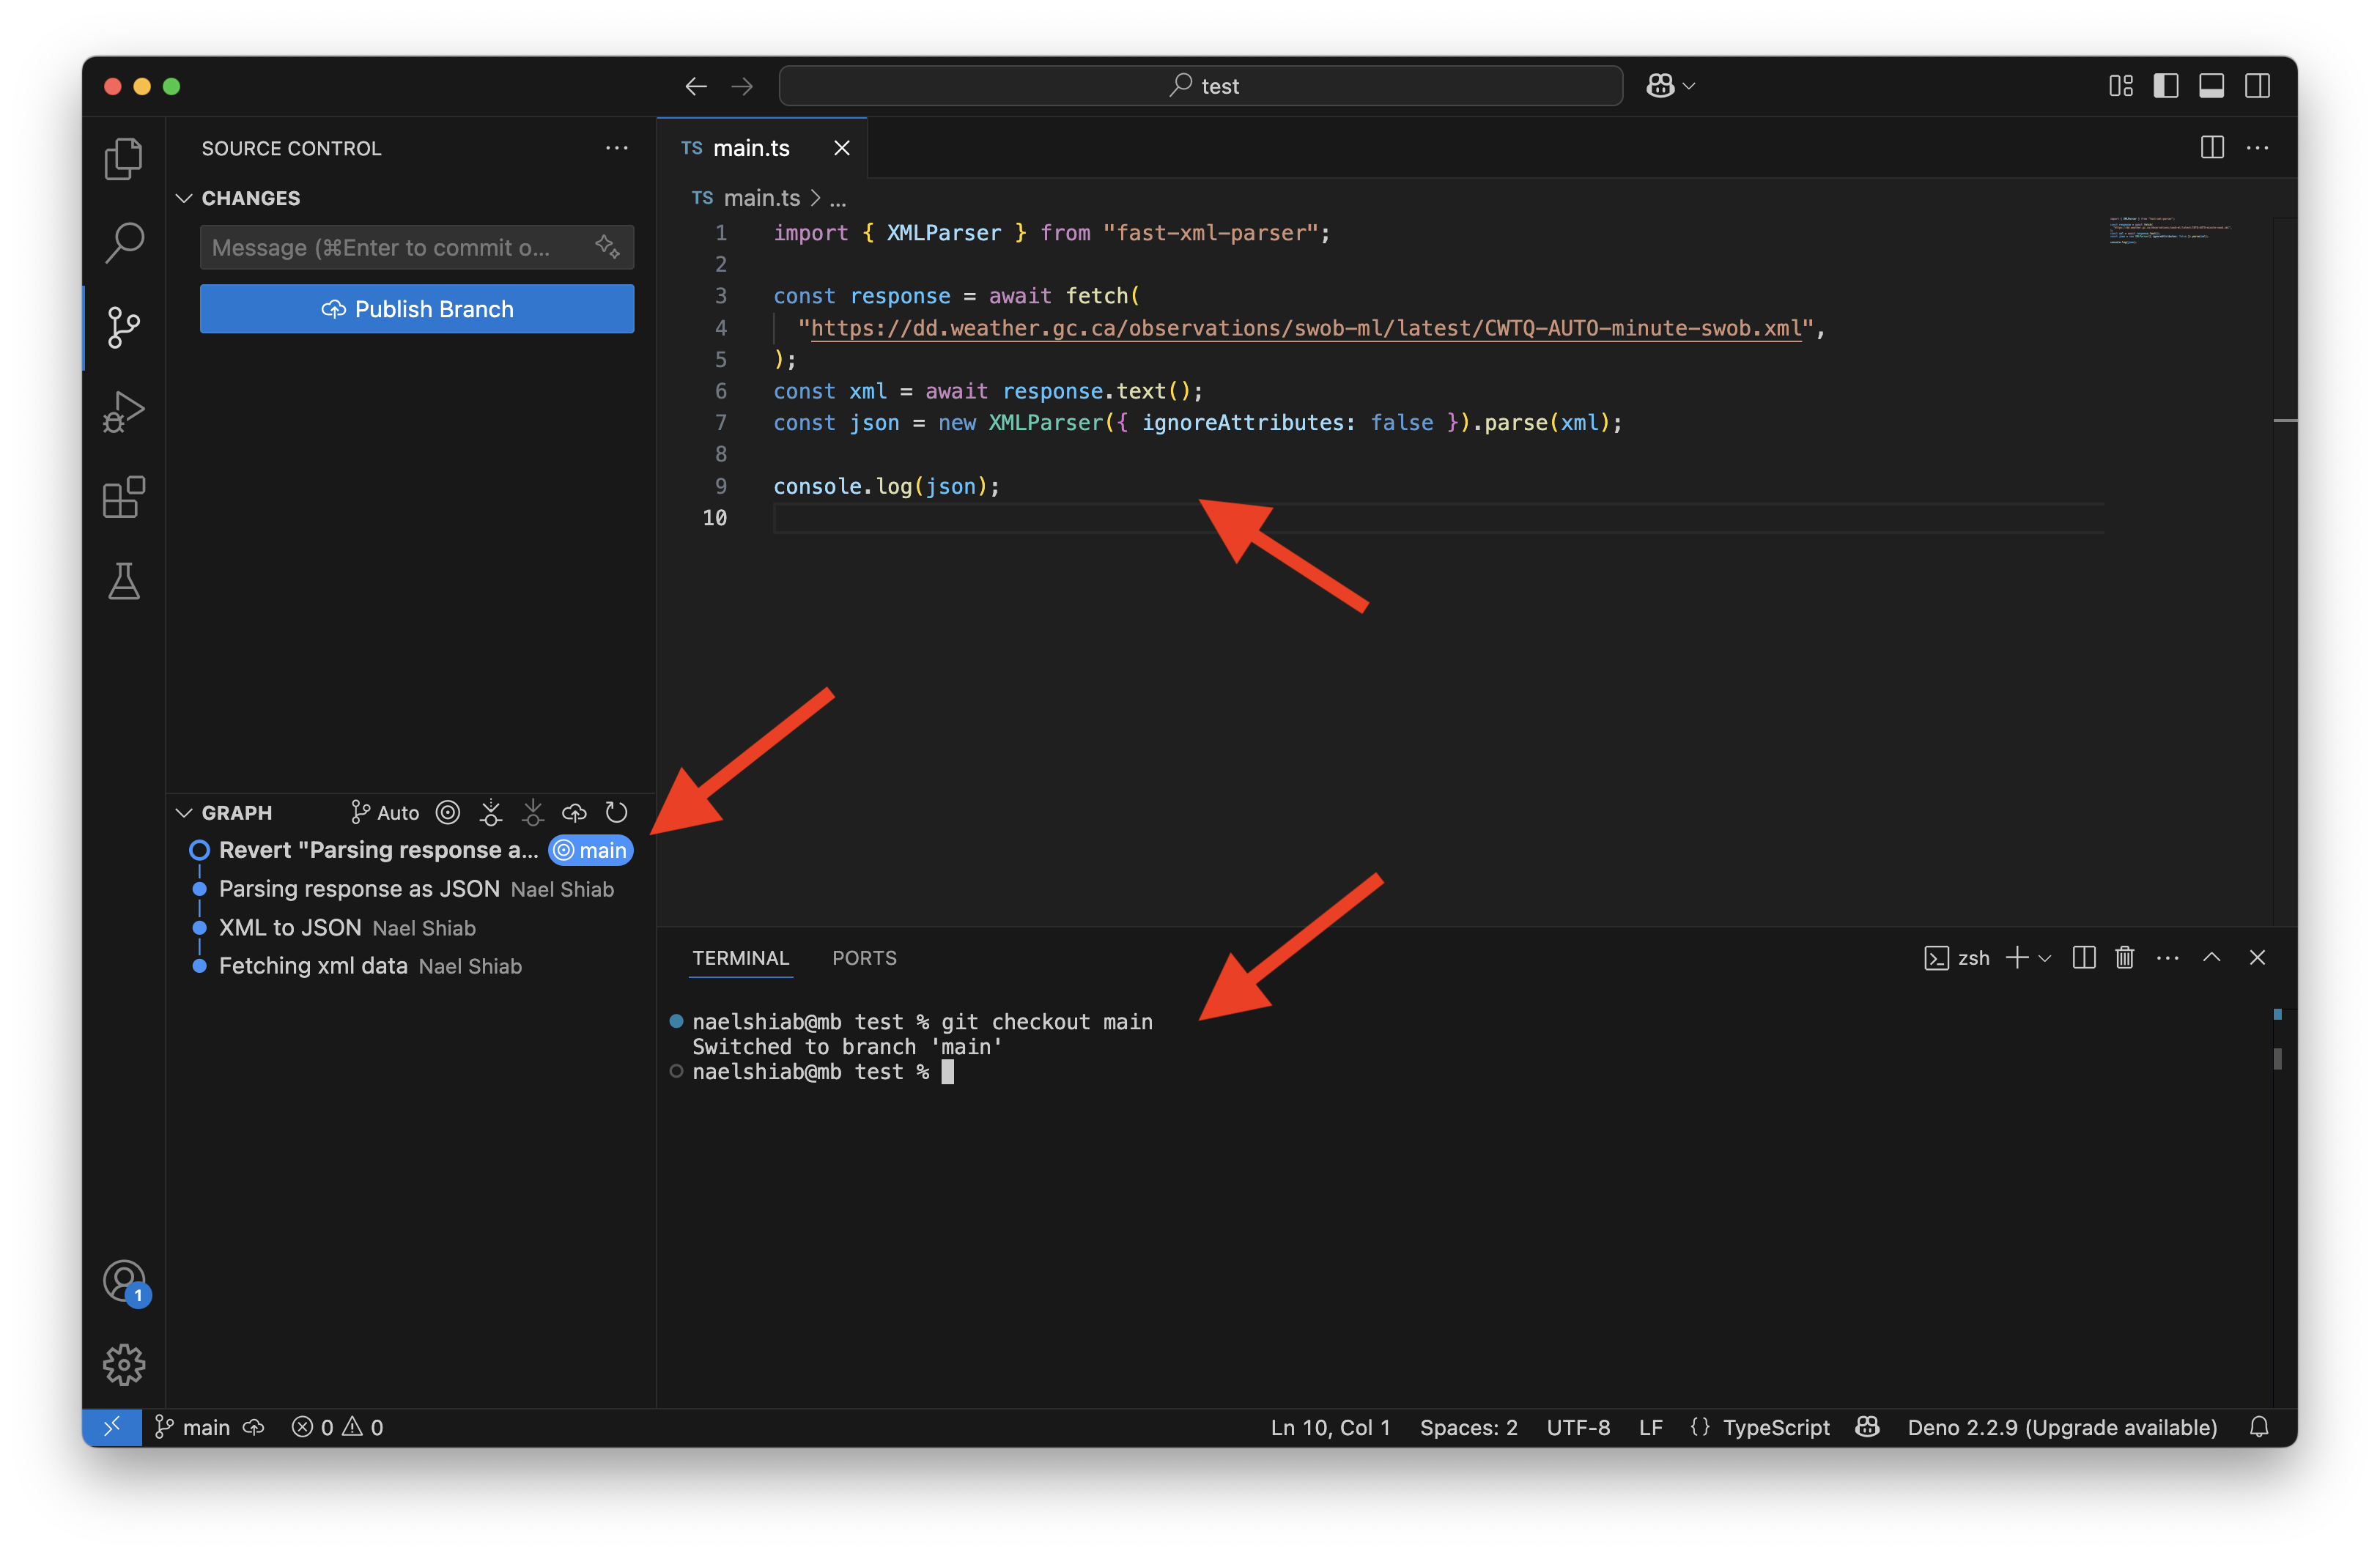 test
SOURCE CONTROL
CHANGES
Message (⌘Enter to commit o...
Publish Branch
TS main.ts
TS main.ts > ...
1 import { XMLParser } from "fast-xml-parser";
2
3 const response = await fetch(
4 "https://dd.weather.gc.ca/observations/swob-ml/latest/CWTQ-AUTO-minute-swob.xml",
5 );
6 const xml = await response.text();
7 const json = new XMLParser({ ignoreAttributes: false }).parse(xml);
8
9 console.log(json);
10
GRAPH Auto
Revert "Parsing response a... main
Parsing response as JSON Nael Shiab
XML to JSON Nael Shiab
Fetching xml data Nael Shiab
TERMINAL PORTS zsh
naelshiab@mb test % git checkout main
Switched to branch 'main'
naelshiab@mb test %
1
main 0 0 Ln 10, Col 1 Spaces: 2 UTF-8 LF {} TypeScript Deno 2.2.9 (Upgrade available)